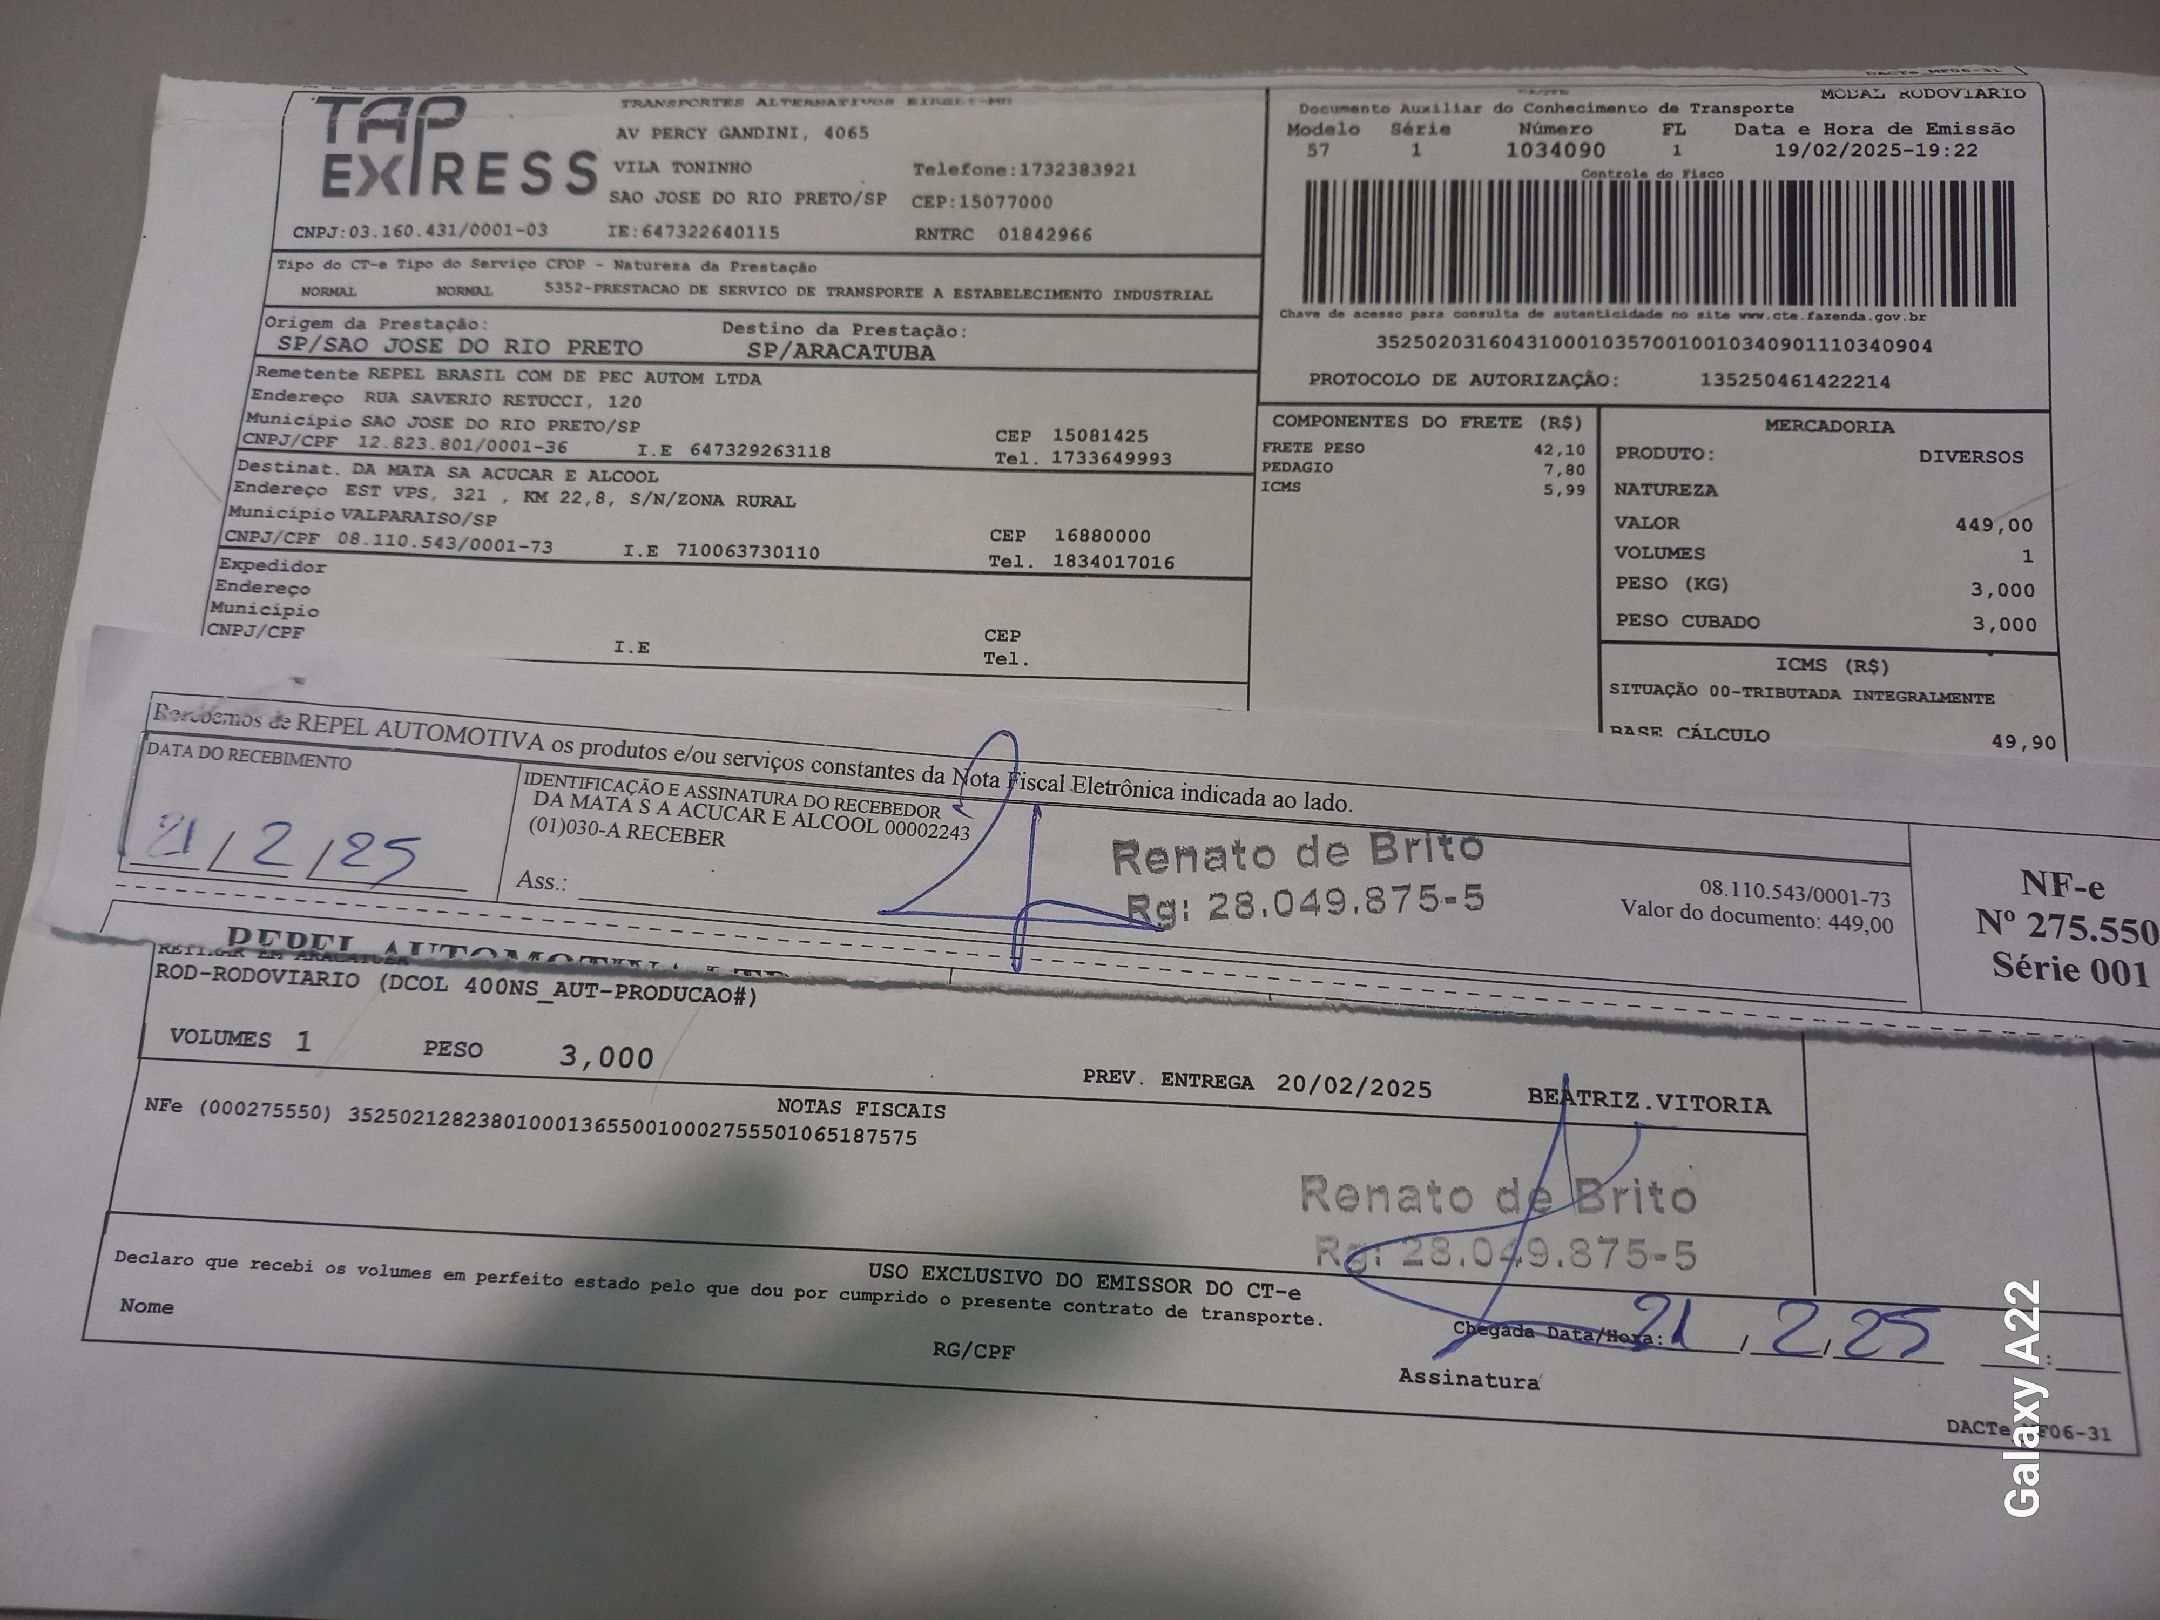 TAP EXPRESS
TRANSPORTES ALTERNATIVOS
AV PERCY GANDINI, 4065
VILA TONINHO Telefone:1732383921
SAO JOSE DO RIO PRETO/SP CEP:15077000
CNPJ:03.160.431/0001-03 IE:647322640115 RNTRC 01842966
MODAL RODOVIARIO
Documento Auxiliar do Conhecimento de Transporte
Modelo Série Número FL Data e Hora de Emissão
57 1 1034090 1 19/02/2025-19:22
Controle do Fisco
Chave de acesso para consulta de autenticidade no site www.cte.fazenda.gov.br
35250203160431000103570010010340901110340904
PROTOCOLO DE AUTORIZAÇÃO: 135250461422214
Tipo do CT-e Tipo do Serviço CFOP - Natureza da Prestação
NORMAL NORMAL 5352-PRESTACAO DE SERVICO DE TRANSPORTE A ESTABELECIMENTO INDUSTRIAL
Origem da Prestação: Destino da Prestação:
SP/SAO JOSE DO RIO PRETO SP/ARACATUBA
Remetente REPEL BRASIL COM DE PEC AUTOM LTDA
Endereço RUA SAVERIO RETUCCI, 120
Município SAO JOSE DO RIO PRETO/SP CEP 15081425
CNPJ/CPF 12.823.801/0001-36 I.E 647329263118 Tel. 1733649993
Destinat. DA MATA SA ACUCAR E ALCOOL
Endereço EST VPS, 321 , KM 22,8, S/N/ZONA RURAL
Município VALPARAISO/SP CEP 16880000
CNPJ/CPF 08.110.543/0001-73 I.E 710063730110 Tel. 1834017016
Expedidor
Endereço
Município CEP
CNPJ/CPF I.E Tel.
COMPONENTES DO FRETE (R$)
FRETE PESO 42,10
PEDAGIO 7,80
ICMS 5,99
MERCADORIA
PRODUTO: DIVERSOS
NATUREZA
VALOR 449,00
VOLUMES 1
PESO (KG) 3,000
PESO CUBADO 3,000
ICMS (R$)
SITUAÇÃO 00-TRIBUTADA INTEGRALMENTE
BASE CÁLCULO 49,90
Recebemos de REPEL AUTOMOTIVA os produtos e/ou serviços constantes da Nota Fiscal Eletrônica indicada ao lado.
DATA DO RECEBIMENTO
21/2/25
IDENTIFICAÇÃO E ASSINATURA DO RECEBEDOR
DA MATA S A ACUCAR E ALCOOL 00002243
(01)030-A RECEBER
Ass.:
Renato de Brito
Rg: 28.049.875-5
08.110.543/0001-73
Valor do documento: 449,00
NF-e
Nº 275.550
Série 001
REPEL AUTOMOTIVA LTD
RETIRAR EM ARACATUBA
ROD-RODOVIARIO (DCOL 400NS_AUT-PRODUCAO#)
VOLUMES 1 PESO 3,000
PREV. ENTREGA 20/02/2025 BEATRIZ.VITORIA
NOTAS FISCAIS
NFe (000275550) 35250212823801000136550010002755501065187575
Renato de Brito
Rg: 28.049.875-5
USO EXCLUSIVO DO EMISSOR DO CT-e
Declaro que recebi os volumes em perfeito estado pelo que dou por cumprido o presente contrato de transporte.
Nome RG/CPF
Chegada Data/Hora: 21/2/25 :
Assinatura
DACTe MF06-31
Galaxy A22